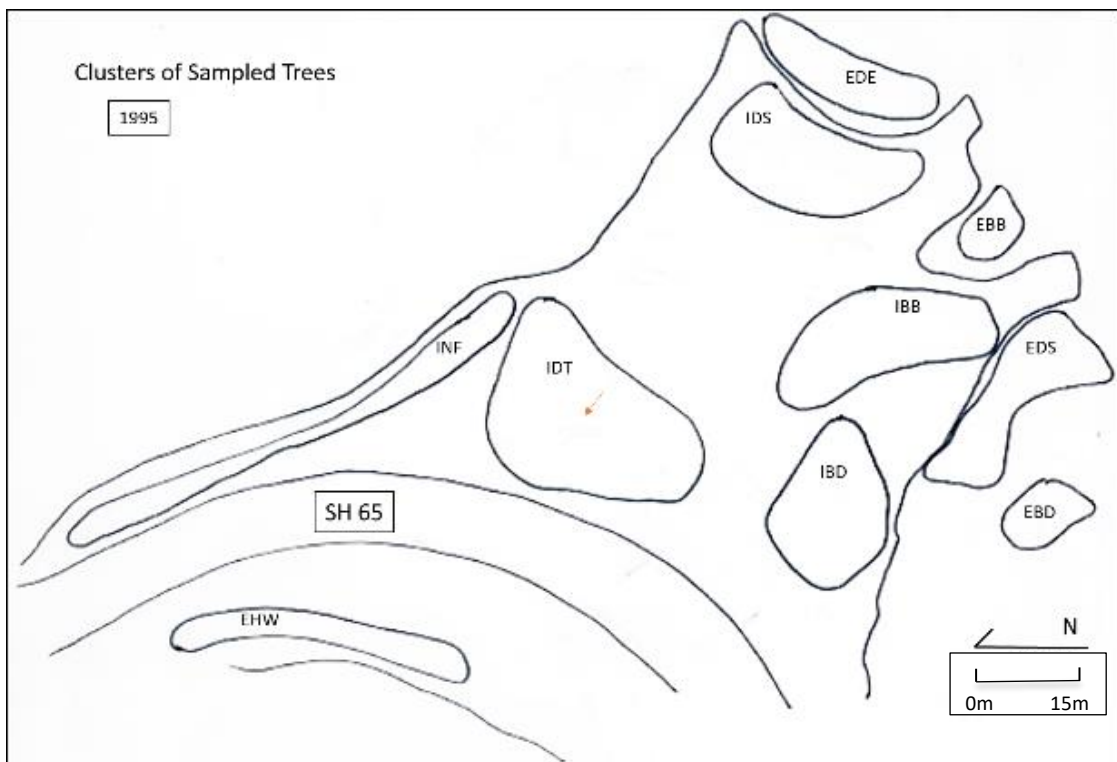 Clusters of Sampled Trees
1995
EDE
IDS
EBB
IBB
EDS
INF
IDT
IBD
SH 65
EBD
EHW
N
0m 15m